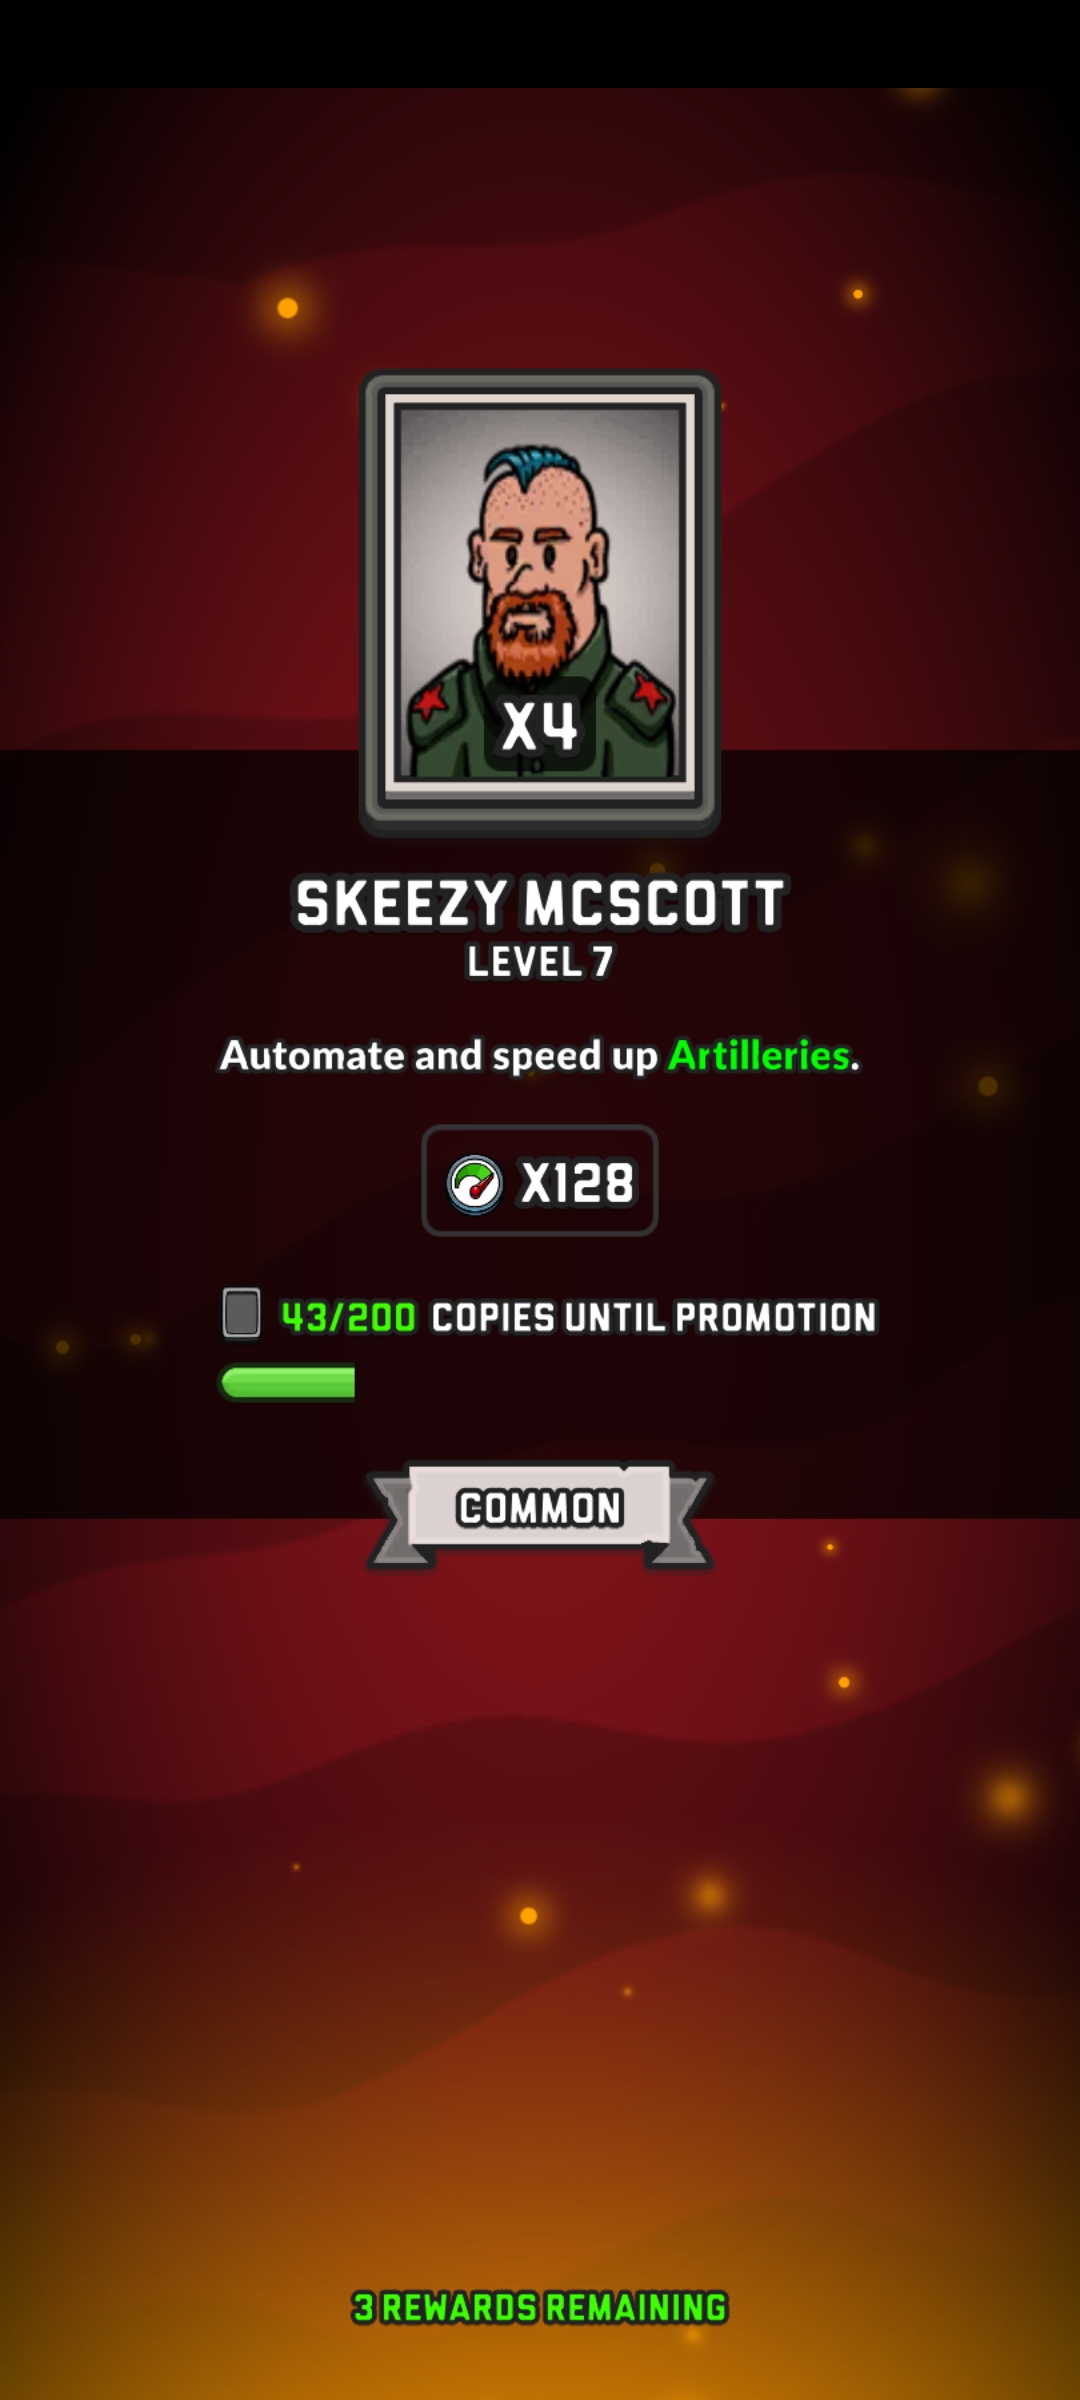 X4
SKEEZY MCSCOTT
LEVEL 7
Automate and speed up Artilleries.
X128
43/200 COPIES UNTIL PROMOTION
COMMON
3 REWARDS REMAINING